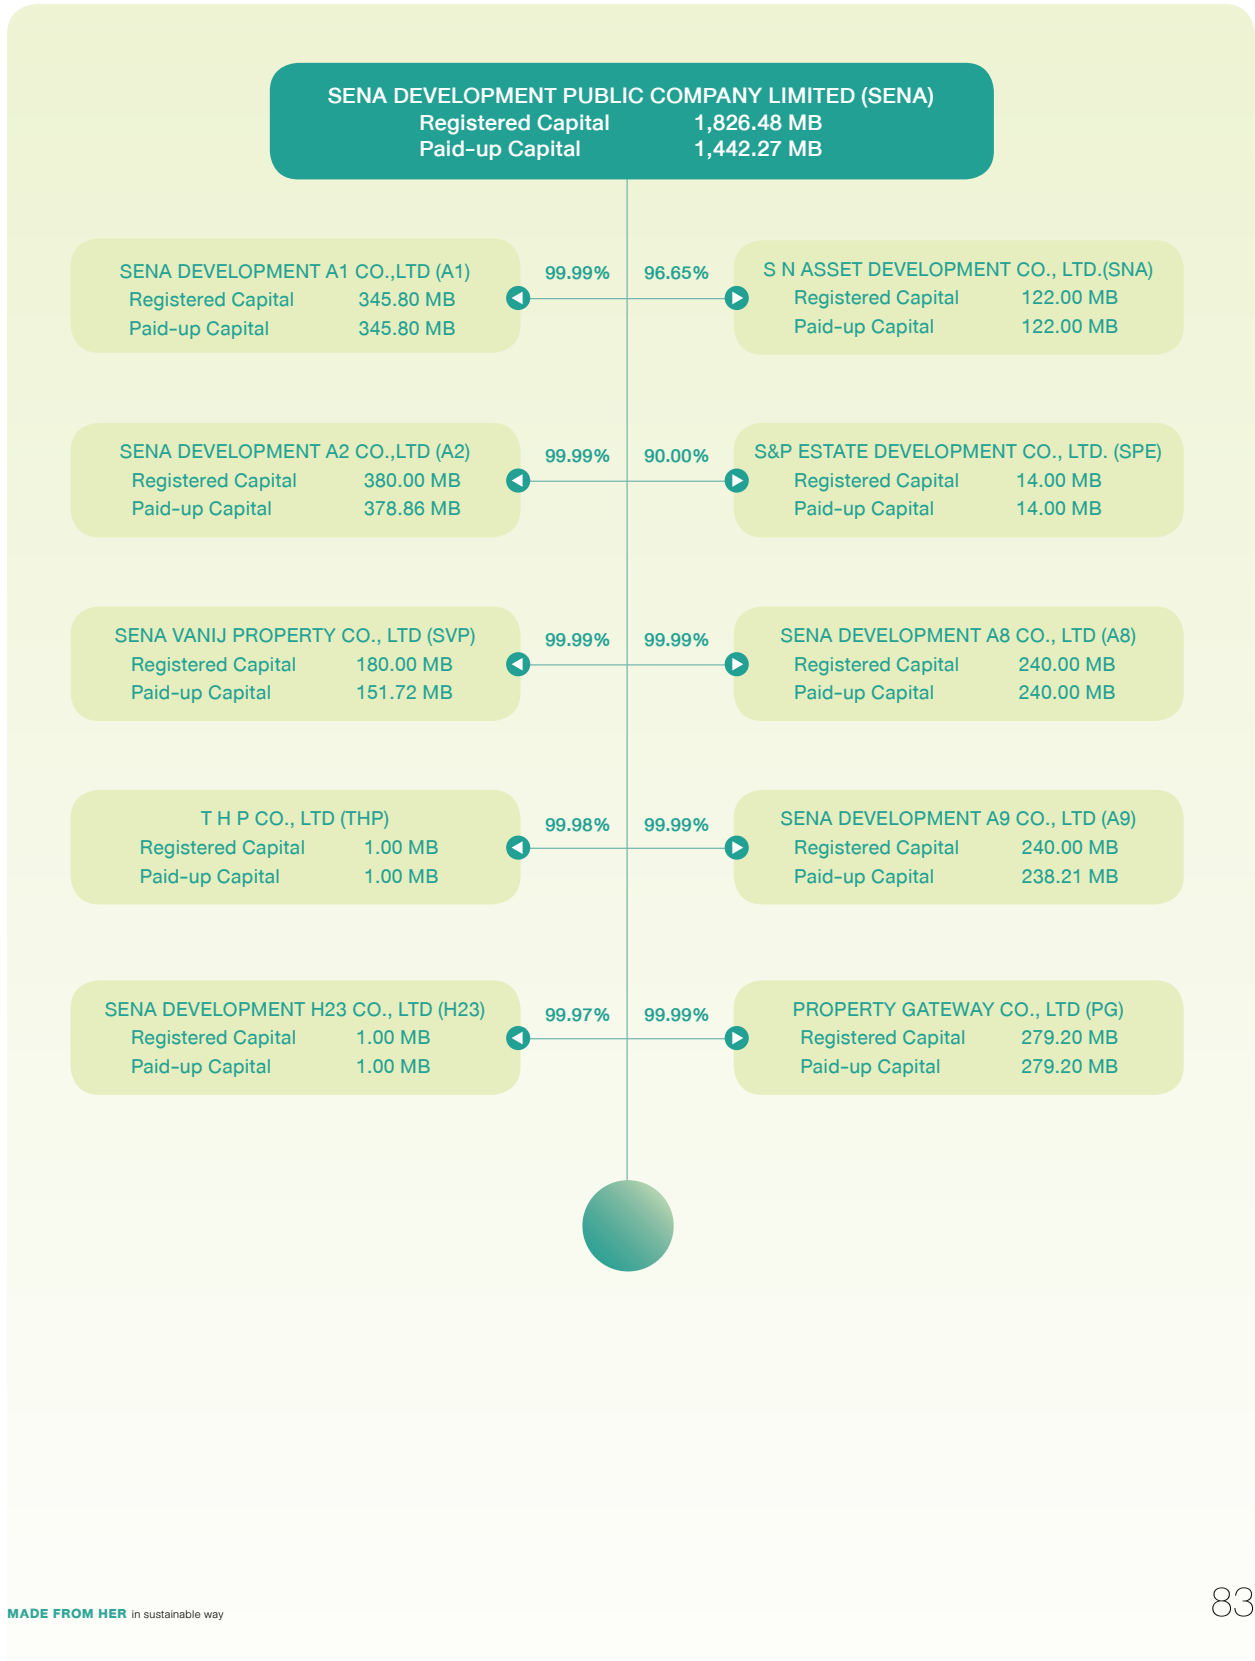 SENA DEVELOPMENT PUBLIC COMPANY LIMITED (SENA)
Registered Capital 1,826.48 MB
Paid-up Capital 1,442.27 MB
SENA DEVELOPMENT A1 CO.,LTD (A1)
Registered Capital 345.80 MB
Paid-up Capital 345.80 MB
99.99% 96.65%
S N ASSET DEVELOPMENT CO., LTD.(SNA)
Registered Capital 122.00 MB
Paid-up Capital 122.00 MB
SENA DEVELOPMENT A2 CO.,LTD (A2)
Registered Capital 380.00 MB
Paid-up Capital 378.86 MB
99.99% 90.00%
S&P ESTATE DEVELOPMENT CO., LTD. (SPE)
Registered Capital 14.00 MB
Paid-up Capital 14.00 MB
SENA VANIJ PROPERTY CO., LTD (SVP)
Registered Capital 180.00 MB
Paid-up Capital 151.72 MB
99.99% 99.99%
SENA DEVELOPMENT A8 CO., LTD (A8)
Registered Capital 240.00 MB
Paid-up Capital 240.00 MB
T H P CO., LTD (THP)
Registered Capital 1.00 MB
Paid-up Capital 1.00 MB
99.98% 99.99%
SENA DEVELOPMENT A9 CO., LTD (A9)
Registered Capital 240.00 MB
Paid-up Capital 238.21 MB
SENA DEVELOPMENT H23 CO., LTD (H23)
Registered Capital 1.00 MB
Paid-up Capital 1.00 MB
99.97% 99.99%
PROPERTY GATEWAY CO., LTD (PG)
Registered Capital 279.20 MB
Paid-up Capital 279.20 MB
MADE FROM HER in sustainable way
83